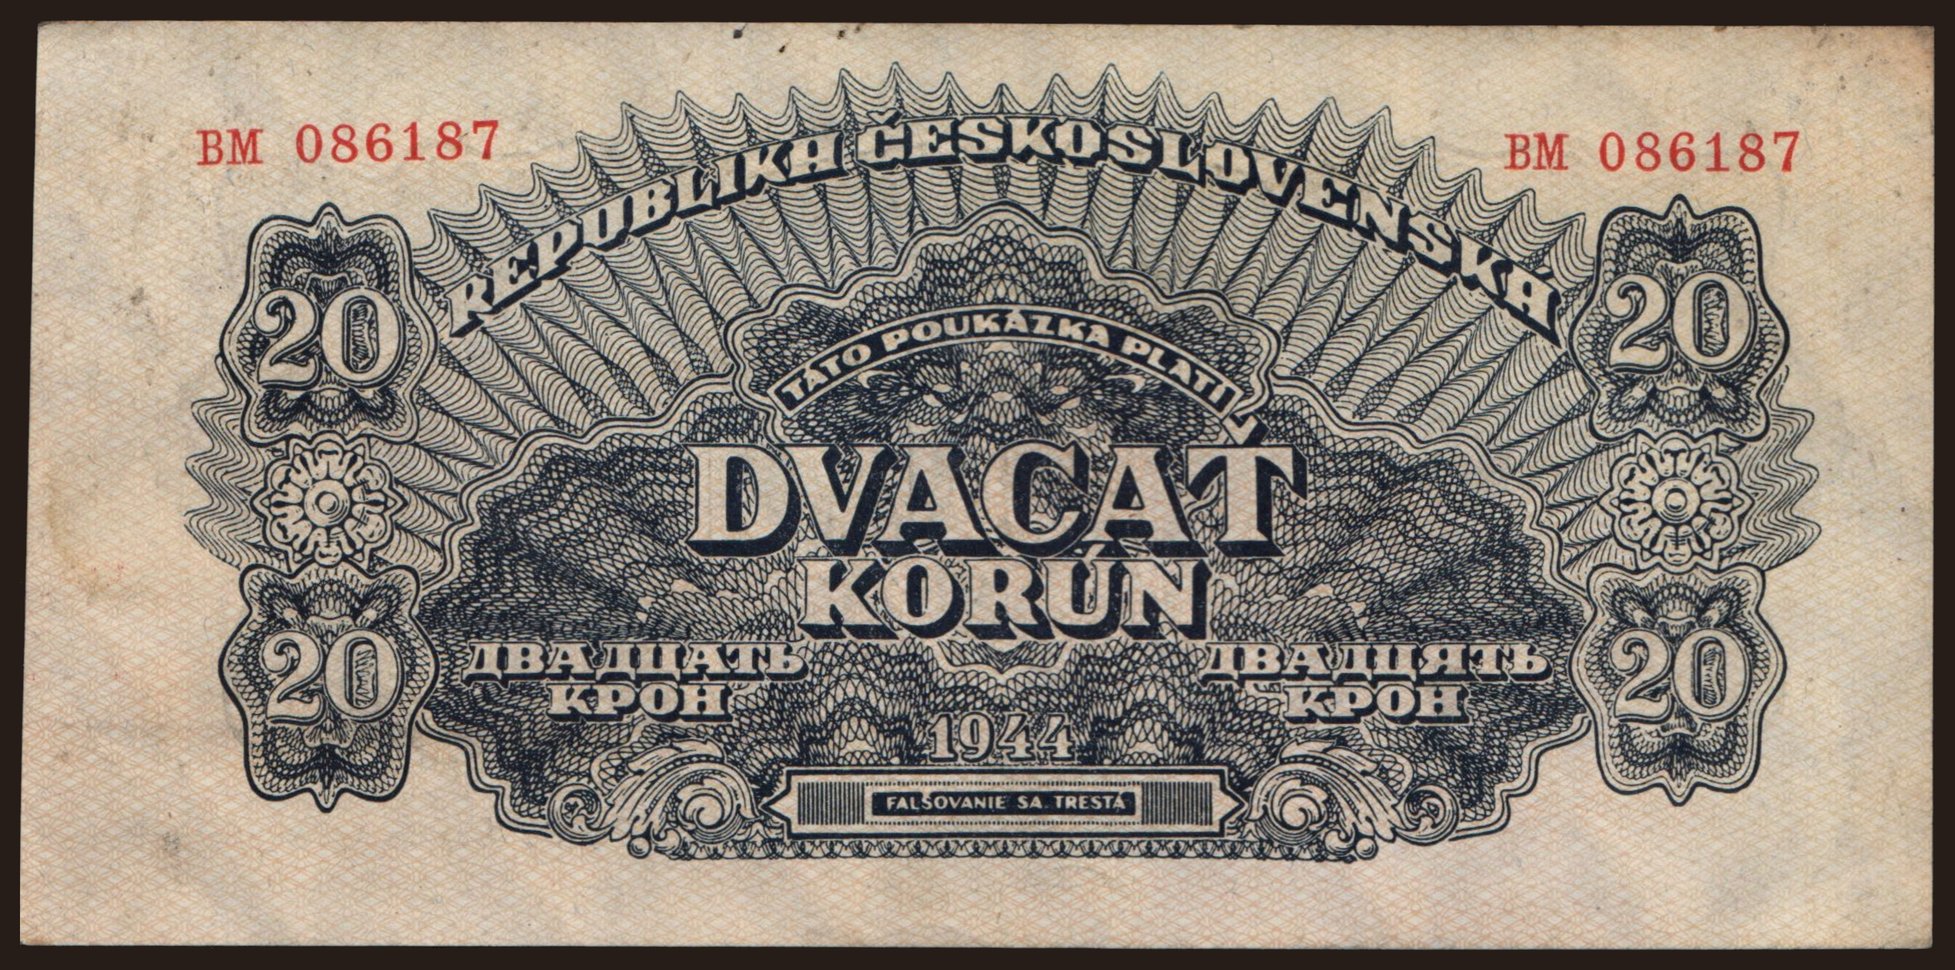 BM 086187
BM 086187
REPUBLIKA ČESKOSLOVENSKÁ
20
20
TÁTO POUKÁZKA PLATÍ
DVACAŤ
KORÚN
ДВАДЦАТЬ
КРОН
ДВАДЦЯТЬ
КРОН
20
20
1944
FALŠOVANIE SA TRESTÁ